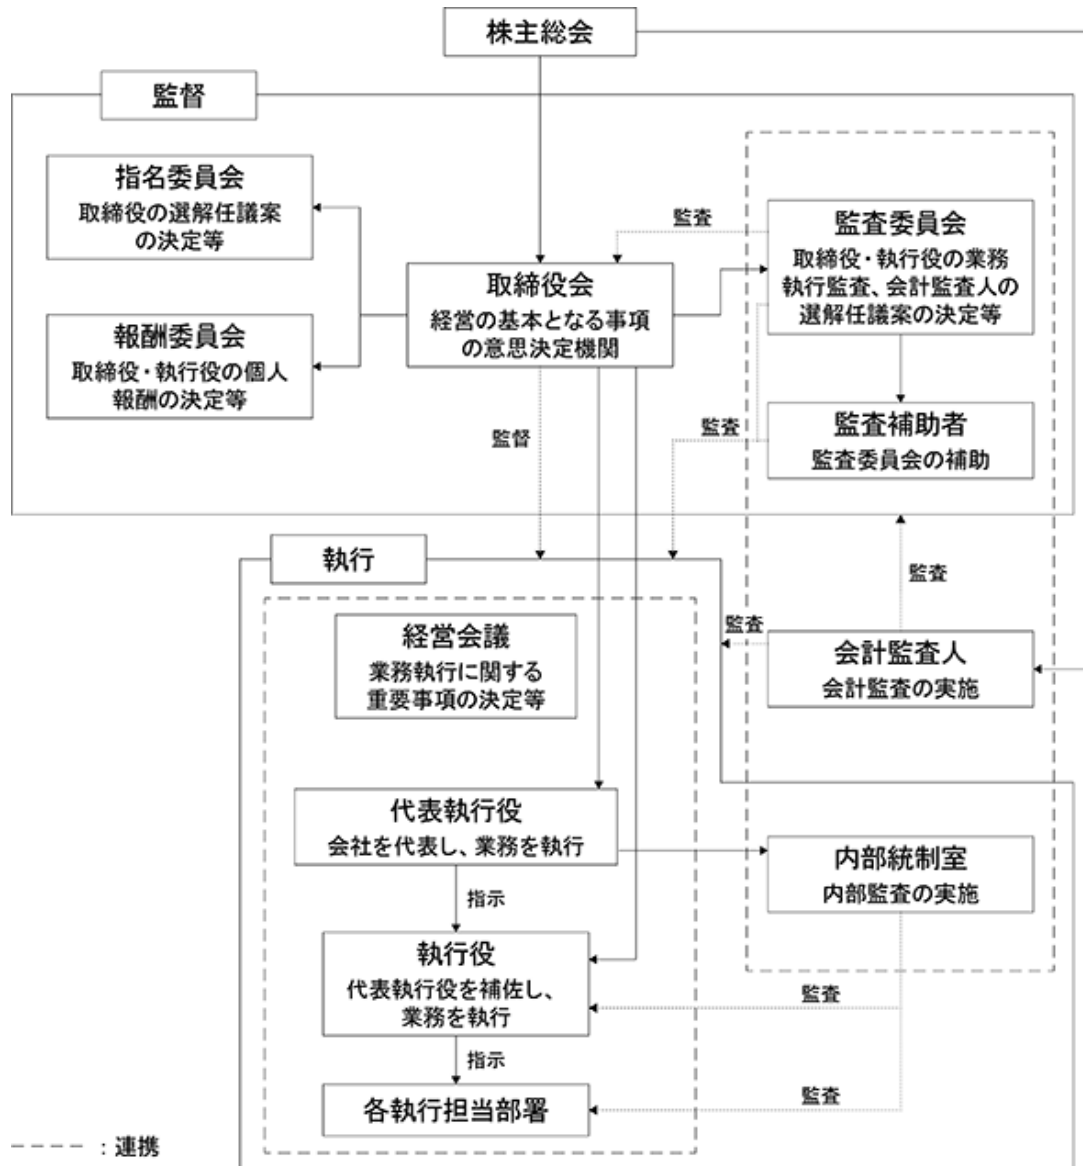 株主総会
監督
指名委員会
取締役の選解任議案
の決定等
監査
監査委員会
取締役・執行役の業務
執行監査、会計監査人の
選解任議案の決定等
取締役会
経営の基本となる事項
の意思決定機関
報酬委員会
取締役・執行役の個人
報酬の決定等
監督
監査
監査補助者
監査委員会の補助
執行
監査
経営会議
業務執行に関する
重要事項の決定等
監査
会計監査人
会計監査の実施
代表執行役
会社を代表し、業務を執行
内部統制室
内部監査の実施
指示
執行役
代表執行役を補佐し、
業務を執行
監査
指示
各執行担当部署
監査
：連携